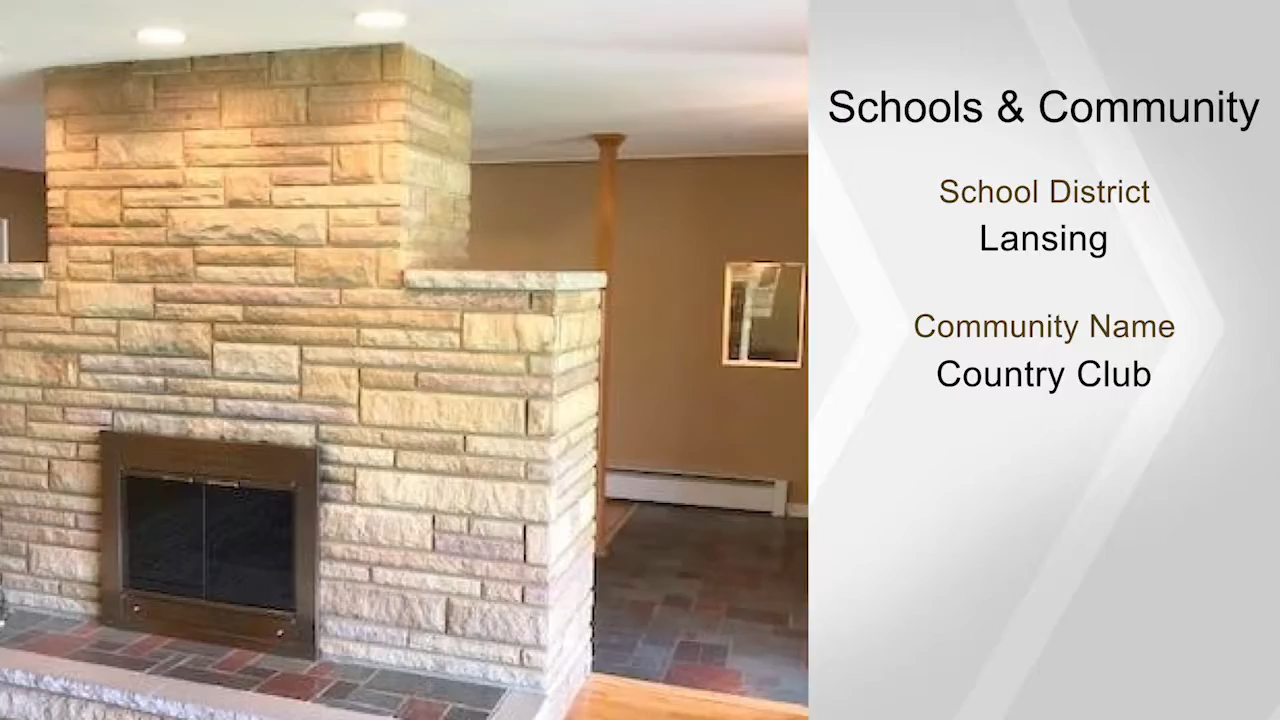 Schools & Community
School District
Lansing
Community Name
Country Club